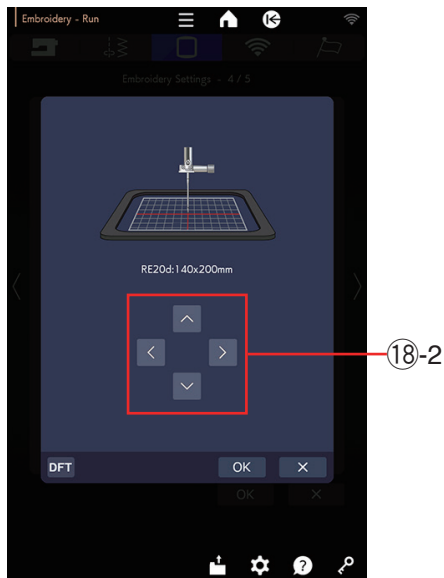 Embroidery - Run
Embroidery Settings - 4 / 5
RE20d:140x200mm
⑱-2
DFT
OK
×
OK
×
?